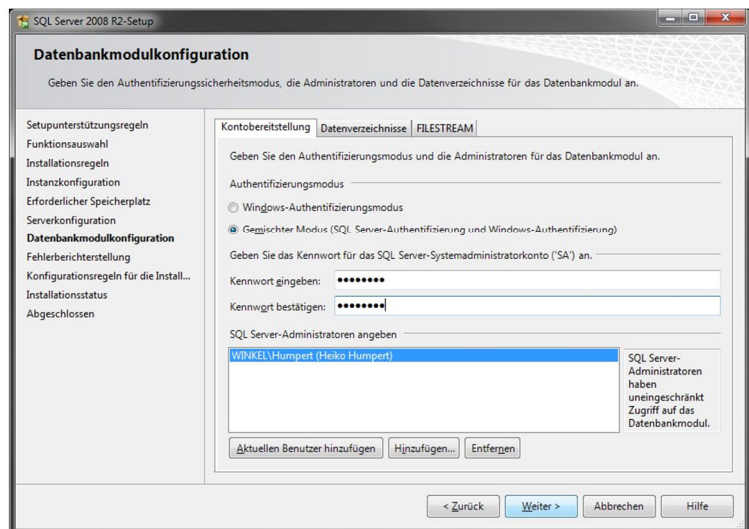 SQL Server 2008 R2-Setup
Datenbankmodulkonfiguration
Geben Sie den Authentifizierungssicherheitsmodus, die Administratoren und die Datenverzeichnisse für das Datenbankmodul an.
Setupunterstützungsregeln
Funktionsauswahl
Installationsregeln
Instanzkonfiguration
Erforderlicher Speicherplatz
Serverkonfiguration
Datenbankmodulkonfiguration
Fehlerberichterstellung
Konfigurationsregeln für die Install...
Installationsstatus
Abgeschlossen
Kontobereitstellung Datenverzeichnisse FILESTREAM
Geben Sie den Authentifizierungsmodus und die Administratoren für das Datenbankmodul an.
Authentifizierungsmodus
Windows-Authentifizierungsmodus
Gemischter Modus (SQL Server-Authentifizierung und Windows-Authentifizierung)
Geben Sie das Kennwort für das SQL Server-Systemadministratorkonto ('SA') an.
Kennwort eingeben: ●●●●●●●●
Kennwort bestätigen: ●●●●●●●●
SQL Server-Administratoren angeben
WINKEL\Humpert (Heiko Humpert)
SQL Server-
Administratoren
haben
uneingeschränkt
Zugriff auf das
Datenbankmodul.
Aktuellen Benutzer hinzufügen Hinzufügen... Entfernen
< Zurück Weiter > Abbrechen Hilfe